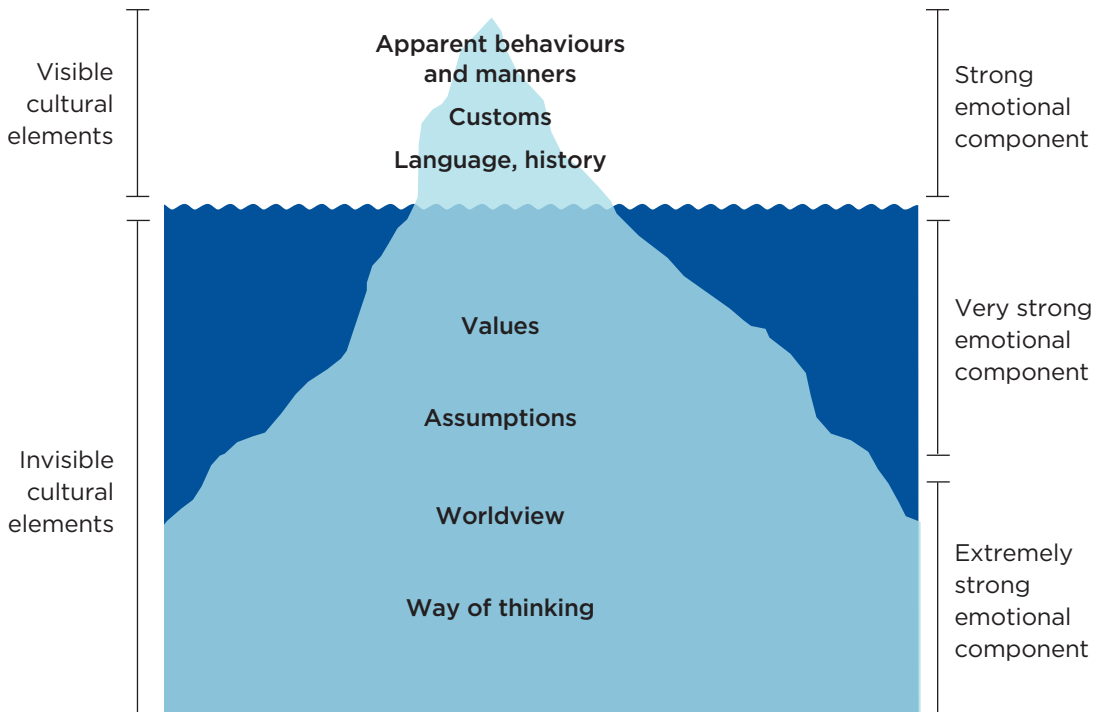 Visible
cultural
elements
Apparent behaviours
and manners
Customs
Language, history
Strong
emotional
component
Invisible
cultural
elements
Values
Assumptions
Worldview
Way of thinking
Very strong
emotional
component
Extremely
strong
emotional
component